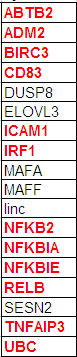 ABTB2
ADM2
BIRC3
CD83
DUSP8
ELOVL3
ICAM1
IRF1
MAFA
MAFF
linc
NFKB2
NFKBIA
NFKBIE
RELB
SESN2
TNFAIP3
UBC